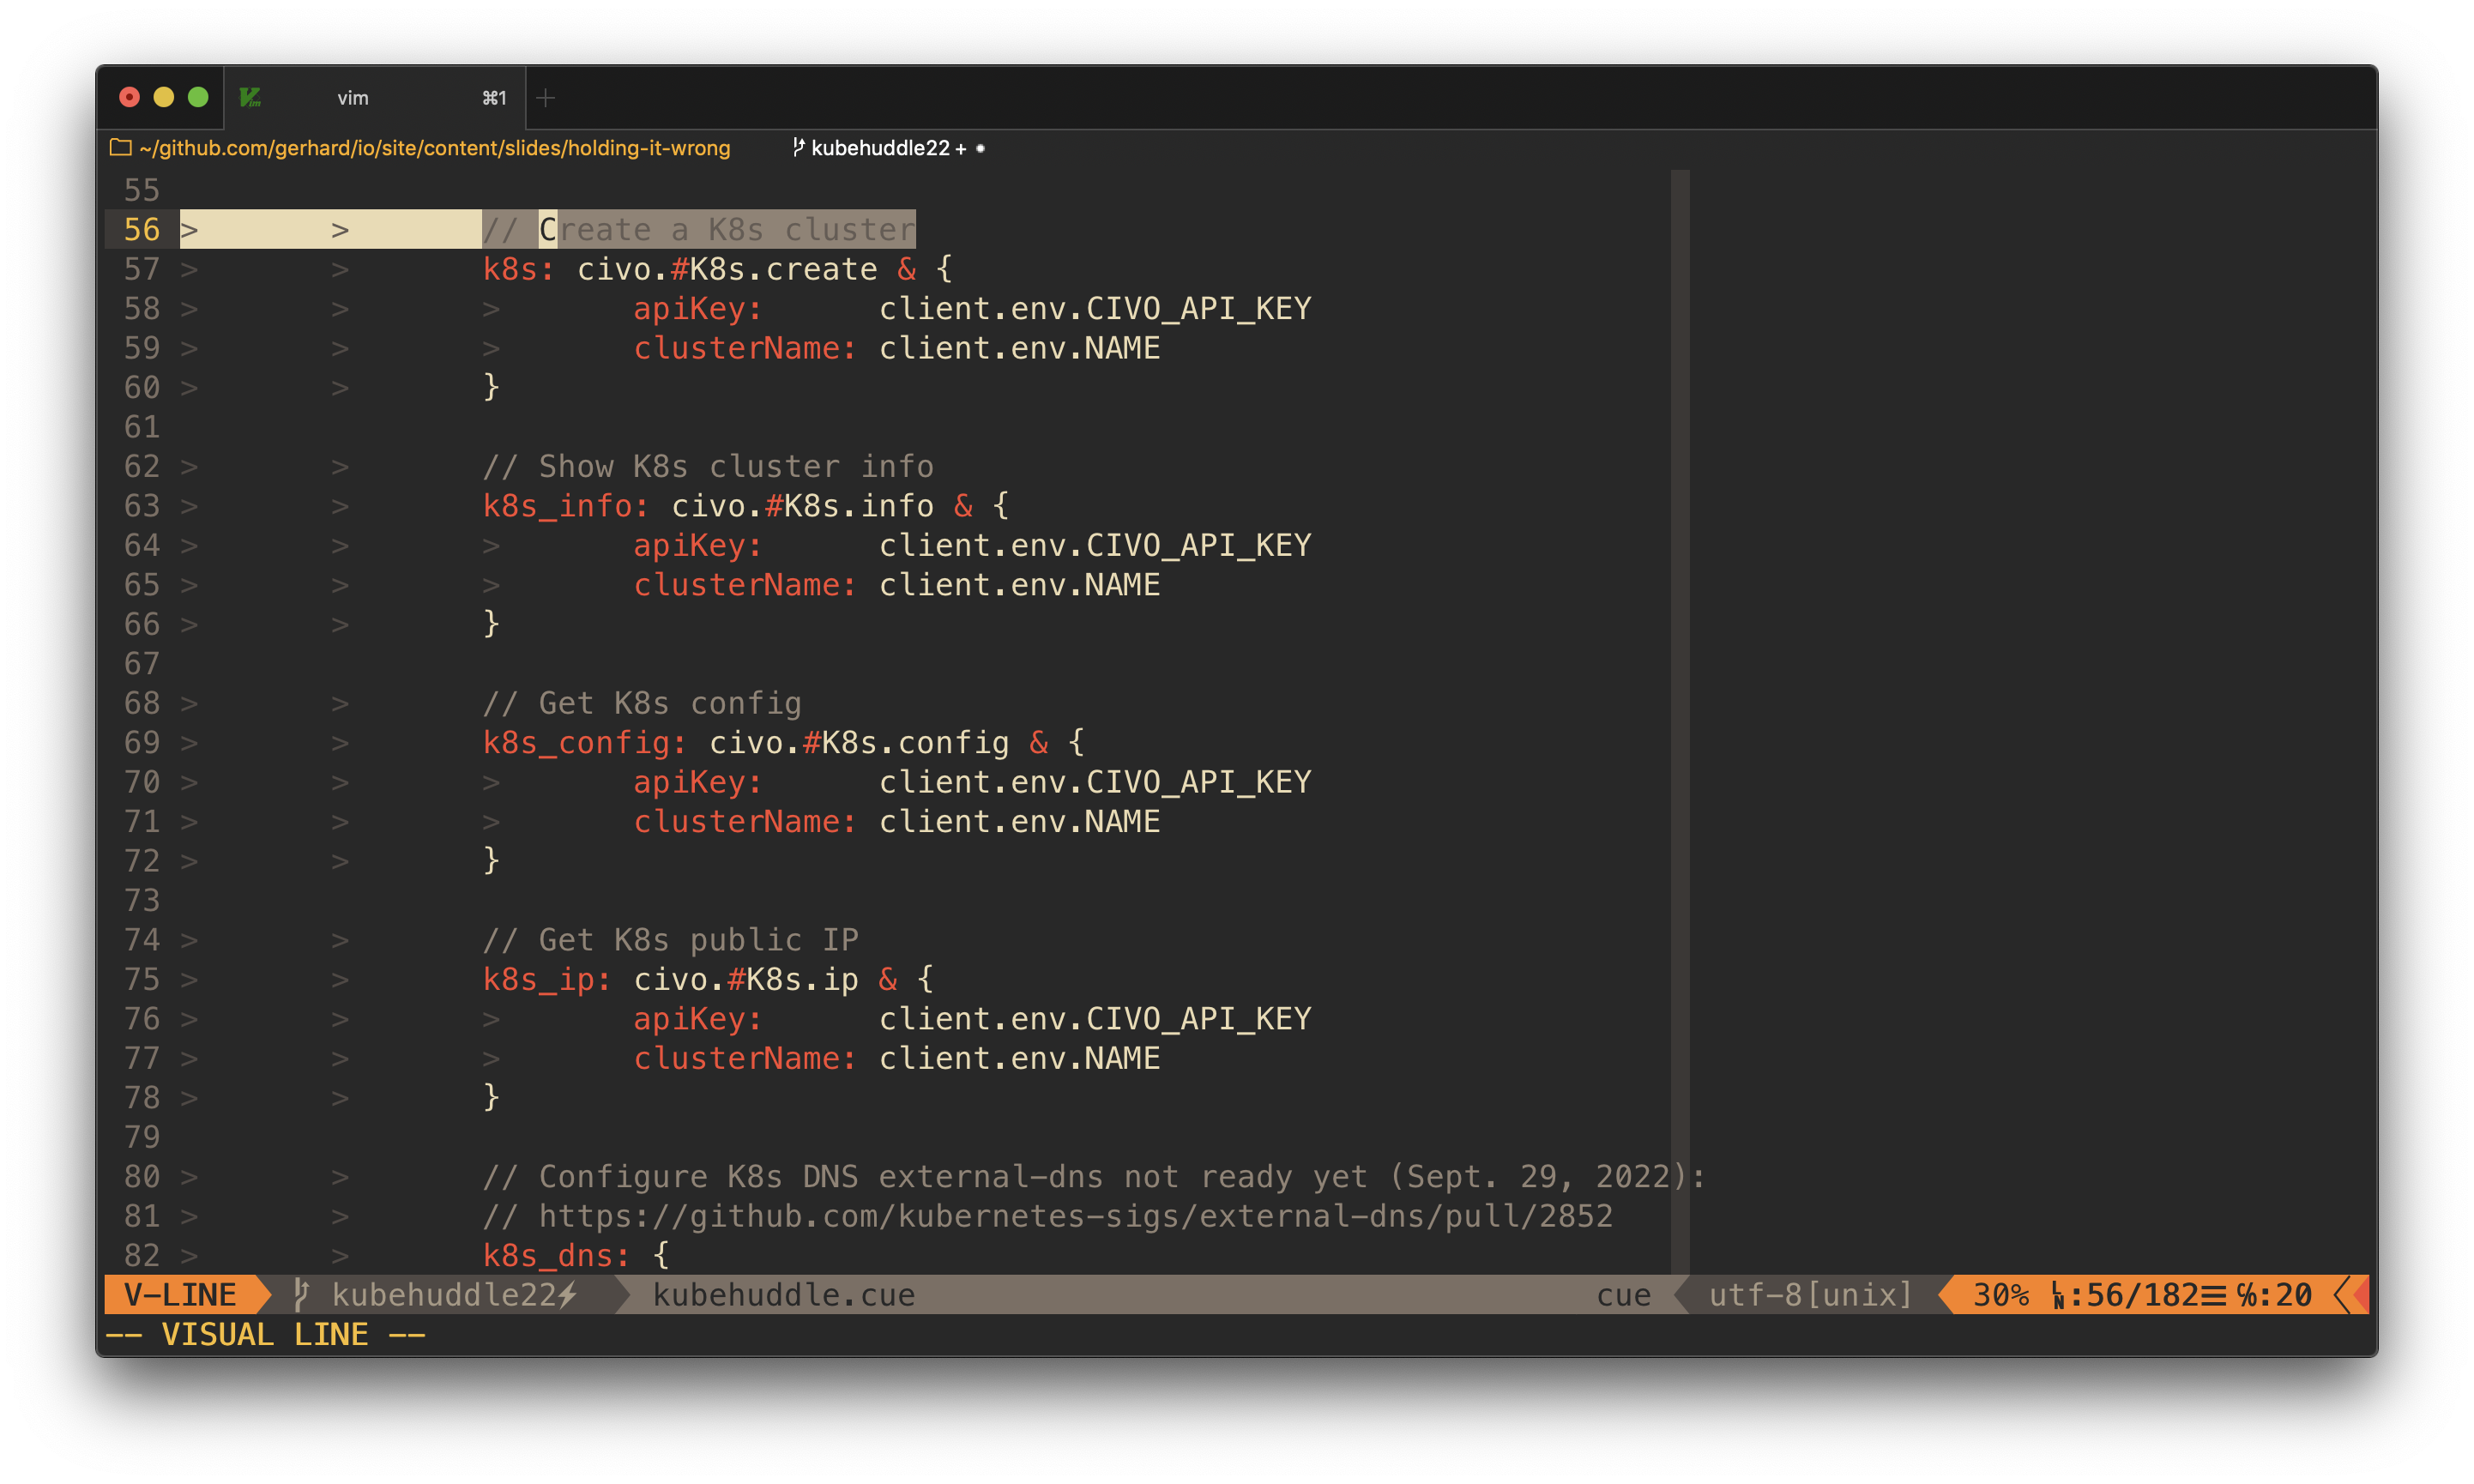 vim ⌘1 +
~/github.com/gerhard/io/site/content/slides/holding-it-wrong kubehuddle22 + •
55
56 > > // Create a K8s cluster
57 > > k8s: civo.#K8s.create & {
58 > > > apiKey: client.env.CIVO_API_KEY
59 > > > clusterName: client.env.NAME
60 > > }
61
62 > > // Show K8s cluster info
63 > > k8s_info: civo.#K8s.info & {
64 > > > apiKey: client.env.CIVO_API_KEY
65 > > > clusterName: client.env.NAME
66 > > }
67
68 > > // Get K8s config
69 > > k8s_config: civo.#K8s.config & {
70 > > > apiKey: client.env.CIVO_API_KEY
71 > > > clusterName: client.env.NAME
72 > > }
73
74 > > // Get K8s public IP
75 > > k8s_ip: civo.#K8s.ip & {
76 > > > apiKey: client.env.CIVO_API_KEY
77 > > > clusterName: client.env.NAME
78 > > }
79
80 > > // Configure K8s DNS external-dns not ready yet (Sept. 29, 2022):
81 > > // https://github.com/kubernetes-sigs/external-dns/pull/2852
82 > > k8s_dns: {
V-LINE kubehuddle22⚡ kubehuddle.cue cue utf-8[unix] 30% ␤:56/182☰ ℅:20
-- VISUAL LINE --